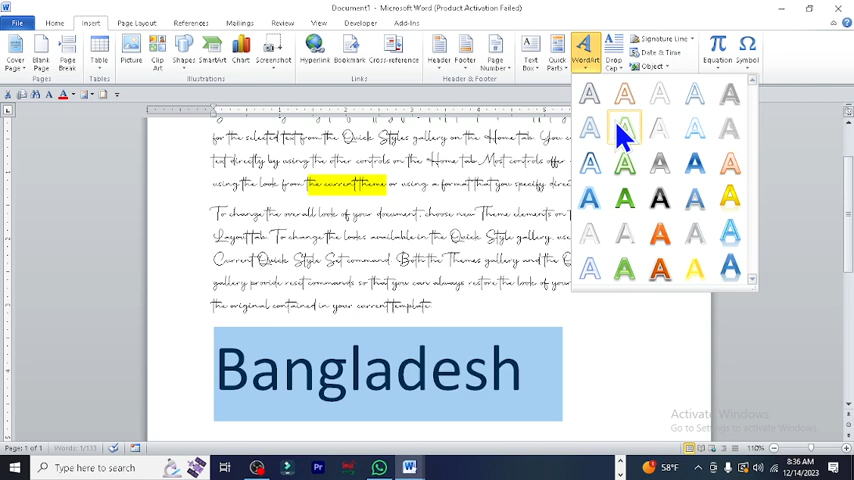 Document1 - Microsoft Word (Product Activation Failed)
File Home Insert Page Layout References Mailings Review View Developer Add-Ins
Cover Page Blank Page Page Break Table Picture Clip Art Shapes SmartArt Chart Screenshot Hyperlink Bookmark Cross-reference Header Footer Page Number Text Box Quick Parts WordArt Drop Cap Signature Line Date & Time Object Equation Symbol
Pages Tables Illustrations Links Header & Footer
for the selected text from the Quick Styles gallery on the Home tab. You c
text directly by using the other controls on the Home tab. Most controls offer
using the look from the current theme or using a format that you specify direc
To change the overall look of your document, choose new Theme elements on
Layout tab. To change the looks available in the Quick Style gallery, use
Current Quick Style Set command. Both the Themes gallery and the Q
gallery provide reset commands so that you can always restore the look of your
the original contained in your current template.
Bangladesh
Activate Windows
Go to Settings to activate Windows.
Page: 1 of 1 Words: 1/133 110%
Type here to search 58°F 8:36 AM
12/14/2023